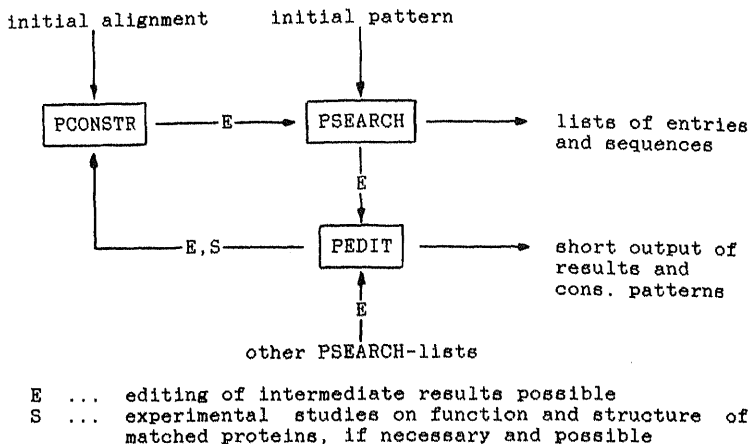 initial alignment
initial pattern
PCONSTR
E
PSEARCH
lists of entries
and sequences
E
E,S
PEDIT
short output of
results and
cons. patterns
E
other PSEARCH-lists
E ... editing of intermediate results possible
S ... experimental studies on function and structure of
matched proteins, if necessary and possible